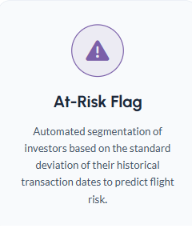 At-Risk Flag
Automated segmentation of
investors based on the standard
deviation of their historical
transaction dates to predict flight
risk.